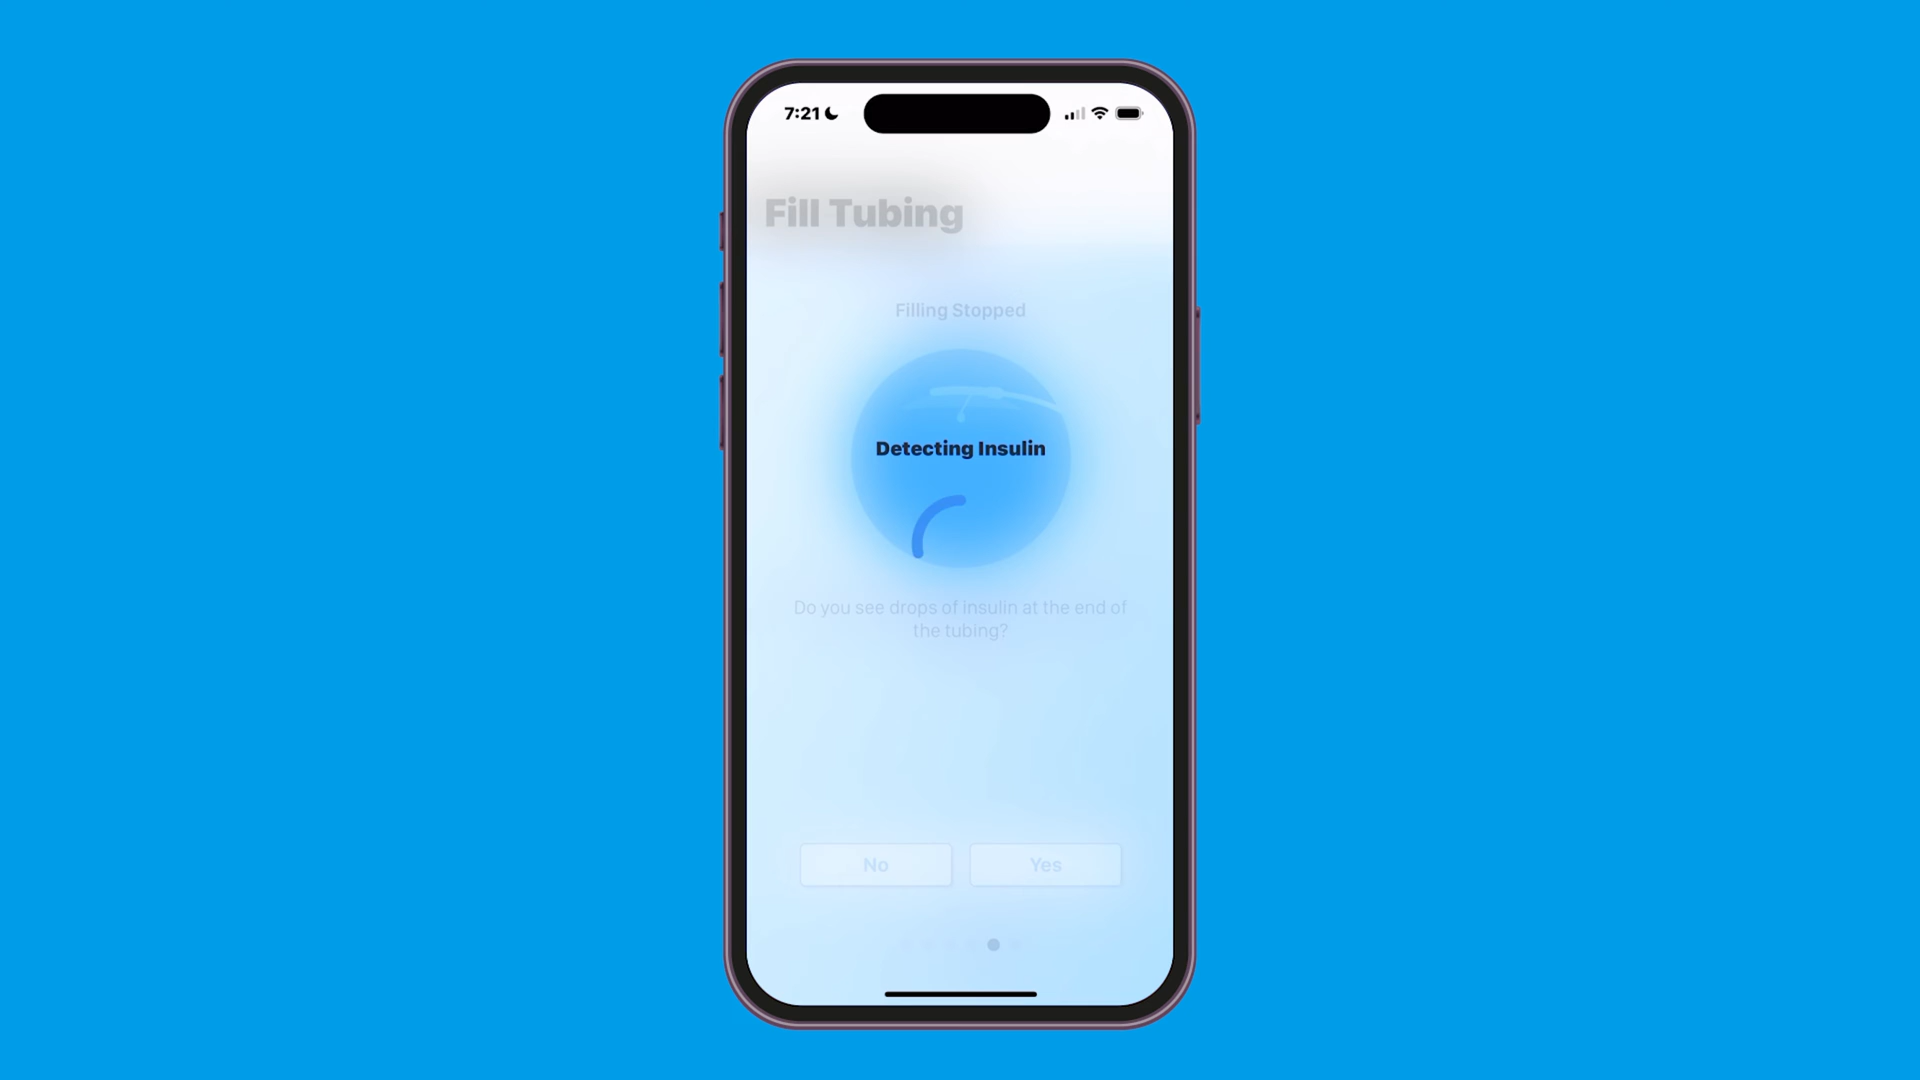 7:21
Fill Tubing
Filling Stopped
Detecting Insulin
Do you see drops of insulin at the end of
the tubing?
No
Yes